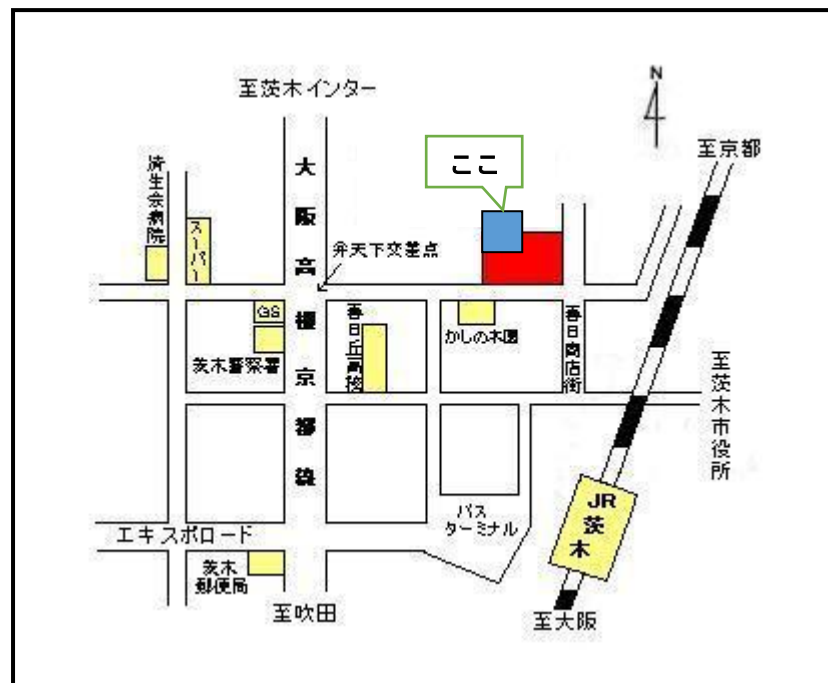 至茨木インター
N
至京都
ここ
済生会病院
スーパー
大阪高槻京都線
弁天下交差点
GS
茨木警察署
春日丘高校
かしの木園
春日商店街
至茨木市役所
JR茨木
バス
ターミナル
エキスポロード
茨木
郵便局
至吹田
至大阪